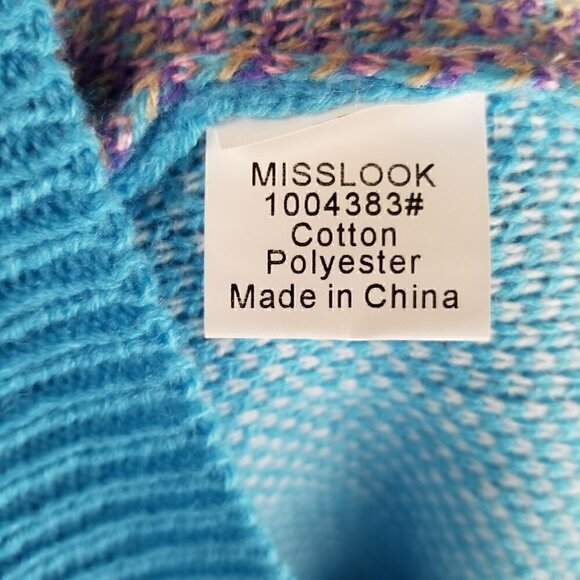 MISSLOOK
1004383#
Cotton
Polyester
Made in China